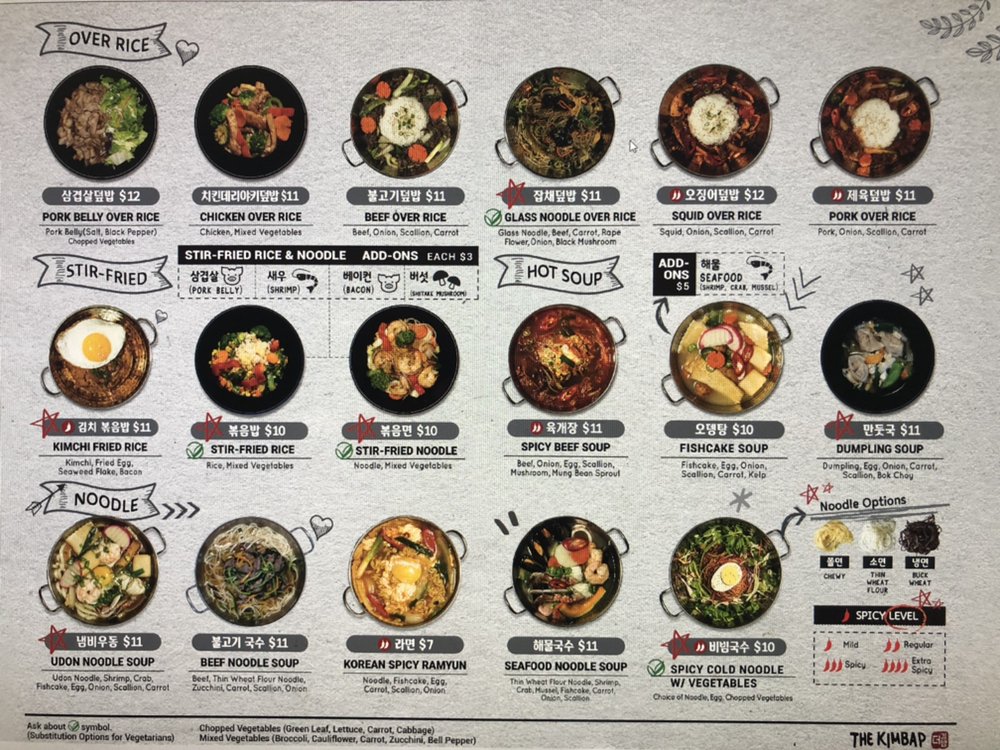 OVER RICE
삼겹살덮밥 $12
PORK BELLY OVER RICE
Pork Belly(Salt, Black Pepper)
Chopped Vegetables
치킨데리야키덮밥 $11
CHICKEN OVER RICE
Chicken, Mixed Vegetables
불고기덮밥 $11
BEEF OVER RICE
Beef, Onion, Scallion, Carrot
잡채덮밥 $11
GLASS NOODLE OVER RICE
Glass Noodle, Beef, Carrot, Rape
Flower, Onion, Black Mushroom
오징어덮밥 $12
SQUID OVER RICE
Squid, Onion, Scallion, Carrot
제육덮밥 $11
PORK OVER RICE
Pork, Onion, Scallion, Carrot
STIR-FRIED
STIR-FRIED RICE & NOODLE ADD-ONS EACH $3
삼겹살
(PORK BELLY)
새우
(SHRIMP)
베이컨
(BACON)
버섯
(SHIITAKE MUSHROOM)
HOT SOUP
ADD-
ONS
$5
해물
SEAFOOD
(SHRIMP, CRAB, MUSSEL)
김치 볶음밥 $11
KIMCHI FRIED RICE
Kimchi, Fried Egg,
Seaweed Flake, Bacon
볶음밥 $10
STIR-FRIED RICE
Rice, Mixed Vegetables
볶음면 $10
STIR-FRIED NOODLE
Noodle, Mixed Vegetables
육개장 $11
SPICY BEEF SOUP
Beef, Onion, Egg, Scallion,
Mushroom, Mung Bean Sprout
오뎅탕 $10
FISHCAKE SOUP
Fishcake, Egg, Onion,
Scallion, Carrot, Kelp
만둣국 $11
DUMPLING SOUP
Dumpling, Egg, Onion, Carrot,
Scallion, Bok Choy
NOODLE
냄비우동 $11
UDON NOODLE SOUP
Udon Noodle, Shrimp, Crab,
Fishcake, Egg, Onion, Scallion, Carrot
불고기 국수 $11
BEEF NOODLE SOUP
Beef, Thin Wheat Flour Noodle,
Zucchini, Carrot, Scallion, Onion
라면 $7
KOREAN SPICY RAMYUN
Noodle, Fishcake, Egg,
Carrot, Scallion, Onion
해물국수 $11
SEAFOOD NOODLE SOUP
Thin Wheat Flour Noodle, Shrimp,
Crab, Mussel, Fishcake, Carrot,
Onion, Scallion
비빔국수 $10
SPICY COLD NOODLE
W/ VEGETABLES
Choice of Noodle, Egg, Chopped Vegetables
Noodle Options
쫄면
CHEWY
소면
THIN
WHEAT
FLOUR
냉면
BUCK
WHEAT
SPICY LEVEL
Mild
Regular
Spicy
Extra
Spicy
Ask about symbol.
(Substitution Options for Vegetarians)
Chopped Vegetables (Green Leaf, Lettuce, Carrot, Cabbage)
Mixed Vegetables (Broccoli, Cauliflower, Carrot, Zucchini, Bell Pepper)
THE KIMBAP